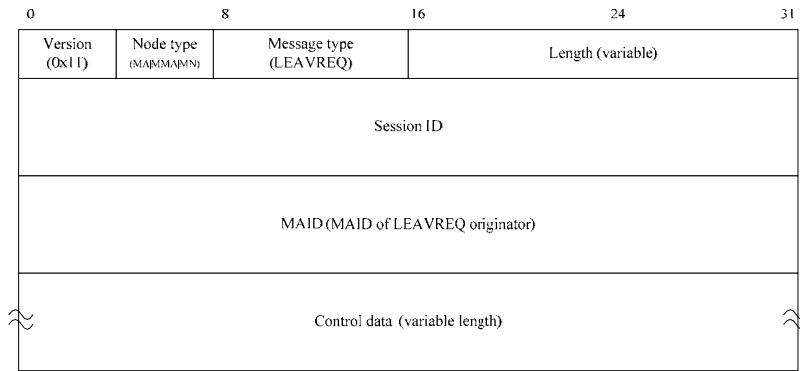 0 8 16 24 31
Version
(0x11)
Node type
(MA|MMA|MN)
Message type
(LEAVREQ)
Length (variable)
Session ID
MAID (MAID of LEAVREQ originator)
Control data (variable length)